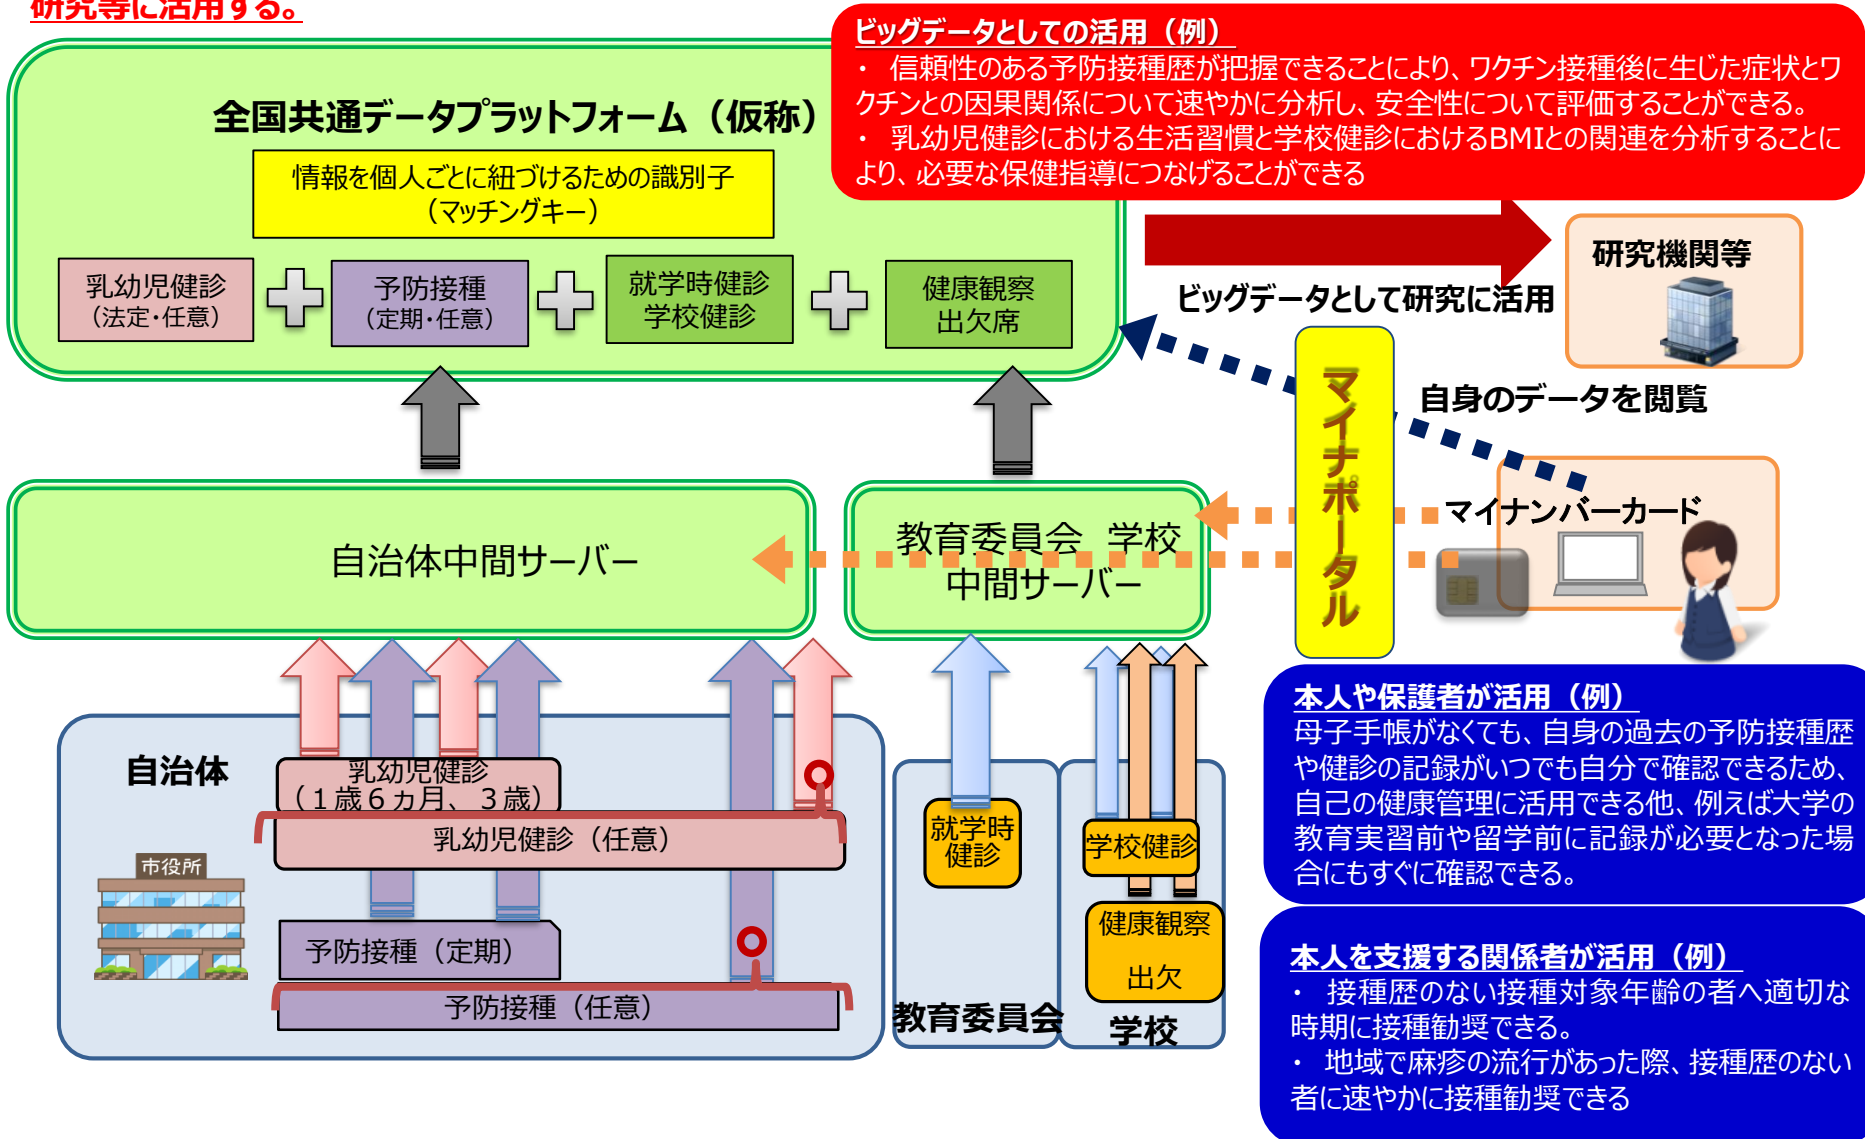 研究等に活用する。
ビッグデータとしての活用（例）
・ 信頼性のある予防接種歴が把握できることにより、ワクチン接種後に生じた症状とワ
クチンとの因果関係について速やかに分析し、安全性について評価することができる。
・ 乳幼児健診における生活習慣と学校健診におけるBMIとの関連を分析することに
より、必要な保健指導につなげることができる
全国共通データプラットフォーム（仮称）
情報を個人ごとに紐づけるための識別子
（マッチングキー）
乳幼児健診
（法定・任意）
予防接種
（定期・任意）
就学時健診
学校健診
健康観察
出欠席
ビッグデータとして研究に活用
研究機関等
マイナポータル
自身のデータを閲覧
マイナンバーカード
自治体中間サーバー
教育委員会 学校
中間サーバー
自治体
市役所
乳幼児健診
（１歳６ヵ月、３歳）
乳幼児健診（任意）
予防接種（定期）
予防接種（任意）
就学時
健診
教育委員会
学校健診
健康観察
出欠
学校
本人や保護者が活用（例）
母子手帳がなくても、自身の過去の予防接種歴
や健診の記録がいつでも自分で確認できるため、
自己の健康管理に活用できる他、例えば大学の
教育実習前や留学前に記録が必要となった場
合にもすぐに確認できる。
本人を支援する関係者が活用（例）
・ 接種歴のない接種対象年齢の者へ適切な
時期に接種勧奨できる。
・ 地域で麻疹の流行があった際、接種歴のない
者に速やかに接種勧奨できる